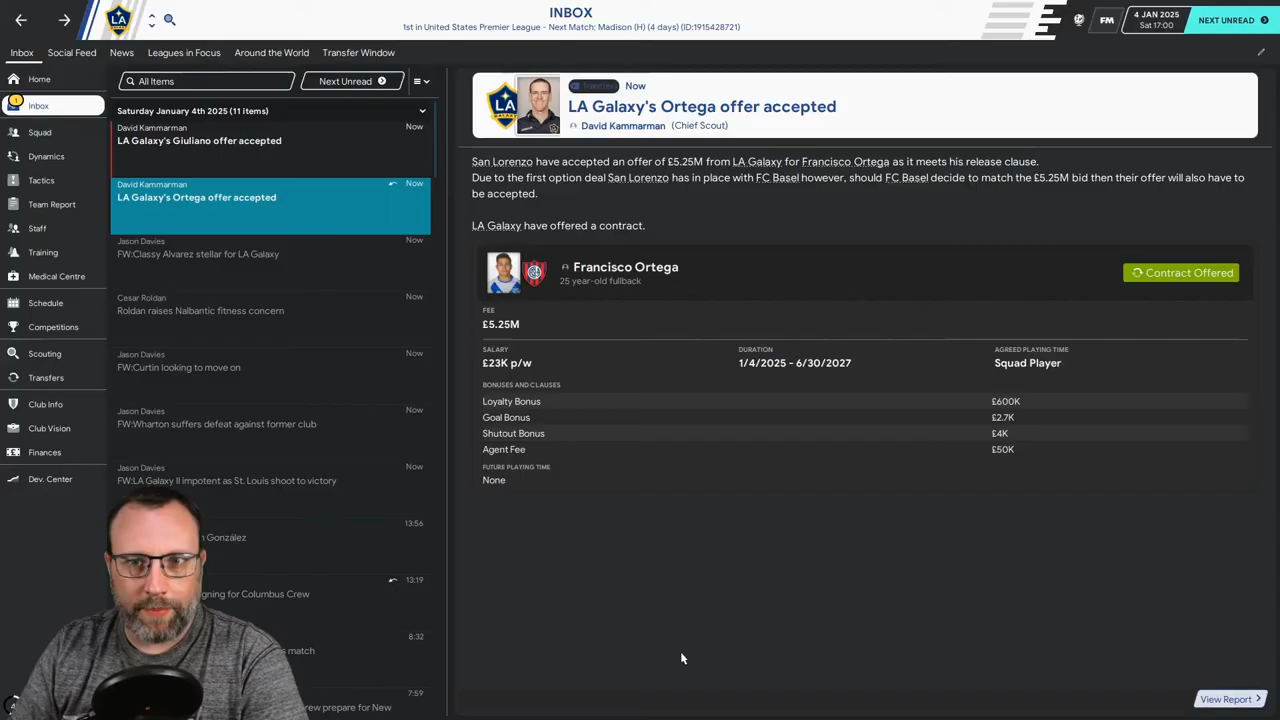 INBOX
1st in United States Premier League - Next Match: Madison (H) (4 days) (ID:1915428721)
LA
FM
4 JAN 2025
Sat 17:00
NEXT UNREAD
Inbox
Social Feed
News
Leagues in Focus
Around the World
Transfer Window
Home
1
Inbox
Squad
Dynamics
Tactics
Team Report
Staff
Training
Medical Centre
Schedule
Competitions
Scouting
Transfers
Club Info
Club Vision
Finances
Dev. Center
All Items
Next Unread
Saturday January 4th 2025 (11 items)
David Kammarman
Now
LA Galaxy's Giuliano offer accepted
David Kammarman
Now
LA Galaxy's Ortega offer accepted
Jason Davies
Now
FW:Classy Alvarez stellar for LA Galaxy
Cesar Roldan
Now
Roldan raises Nalbantic fitness concern
Jason Davies
Now
FW:Curtin looking to move on
Jason Davies
Now
FW:Wharton suffers defeat against former club
Jason Davies
Now
FW:LA Galaxy II impotent as St. Louis shoot to victory
13:56
González
13:19
gning for Columbus Crew
8:32
s match
7:59
rew prepare for New
LA
Transfers
Now
LA Galaxy's Ortega offer accepted
David Kammarman (Chief Scout)
San Lorenzo have accepted an offer of £5.25M from LA Galaxy for Francisco Ortega as it meets his release clause.
Due to the first option deal San Lorenzo has in place with FC Basel however, should FC Basel decide to match the £5.25M bid then their offer will also have to
be accepted.
LA Galaxy have offered a contract.
Francisco Ortega
25 year-old fullback
Contract Offered
FEE
£5.25M
SALARY
£23K p/w
DURATION
1/4/2025 - 6/30/2027
AGREED PLAYING TIME
Squad Player
BONUSES AND CLAUSES
Loyalty Bonus
£600K
Goal Bonus
£2.7K
Shutout Bonus
£4K
Agent Fee
£50K
FUTURE PLAYING TIME
None
View Report